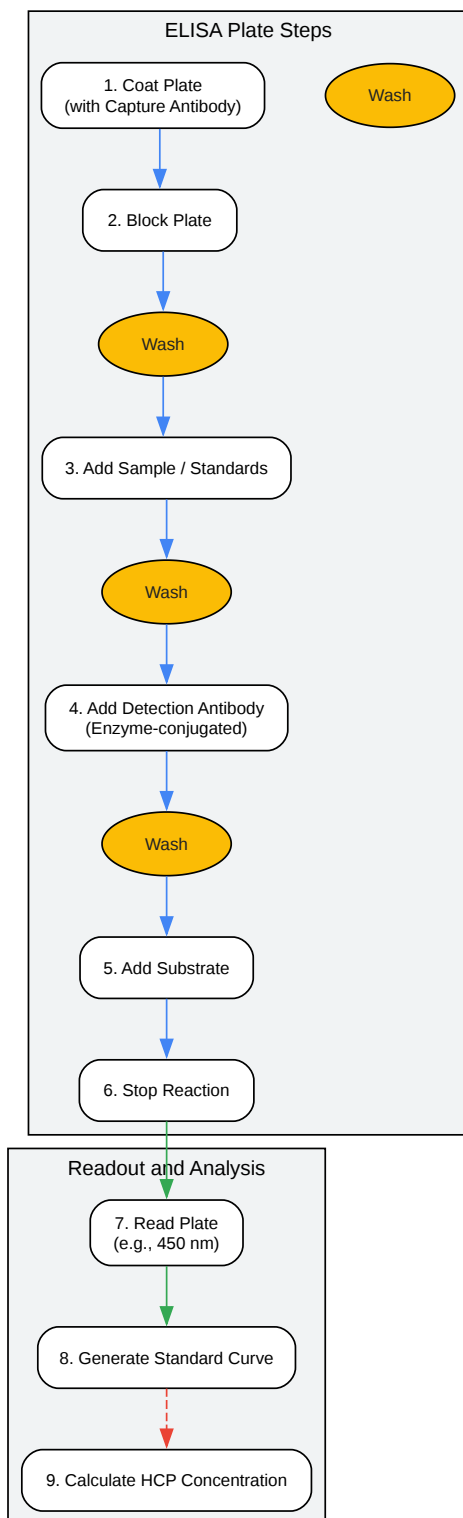 ELISA Plate Steps
1. Coat Plate
(with Capture Antibody)
Wash
2. Block Plate
Wash
3. Add Sample / Standards
Wash
4. Add Detection Antibody
(Enzyme-conjugated)
Wash
5. Add Substrate
6. Stop Reaction
Readout and Analysis
7. Read Plate
(e.g., 450 nm)
8. Generate Standard Curve
9. Calculate HCP Concentration